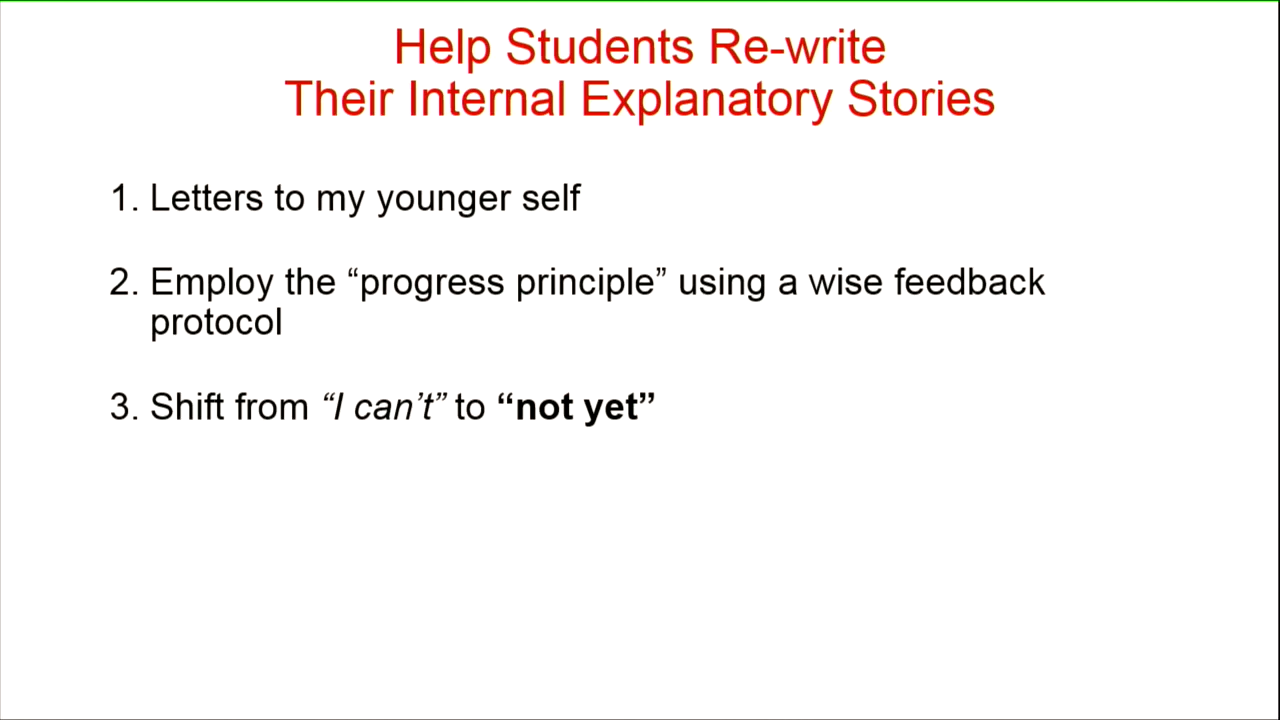 Help Students Re-write
Their Internal Explanatory Stories
1. Letters to my younger self
2. Employ the “progress principle” using a wise feedback
protocol
3. Shift from “I can’t” to “not yet”